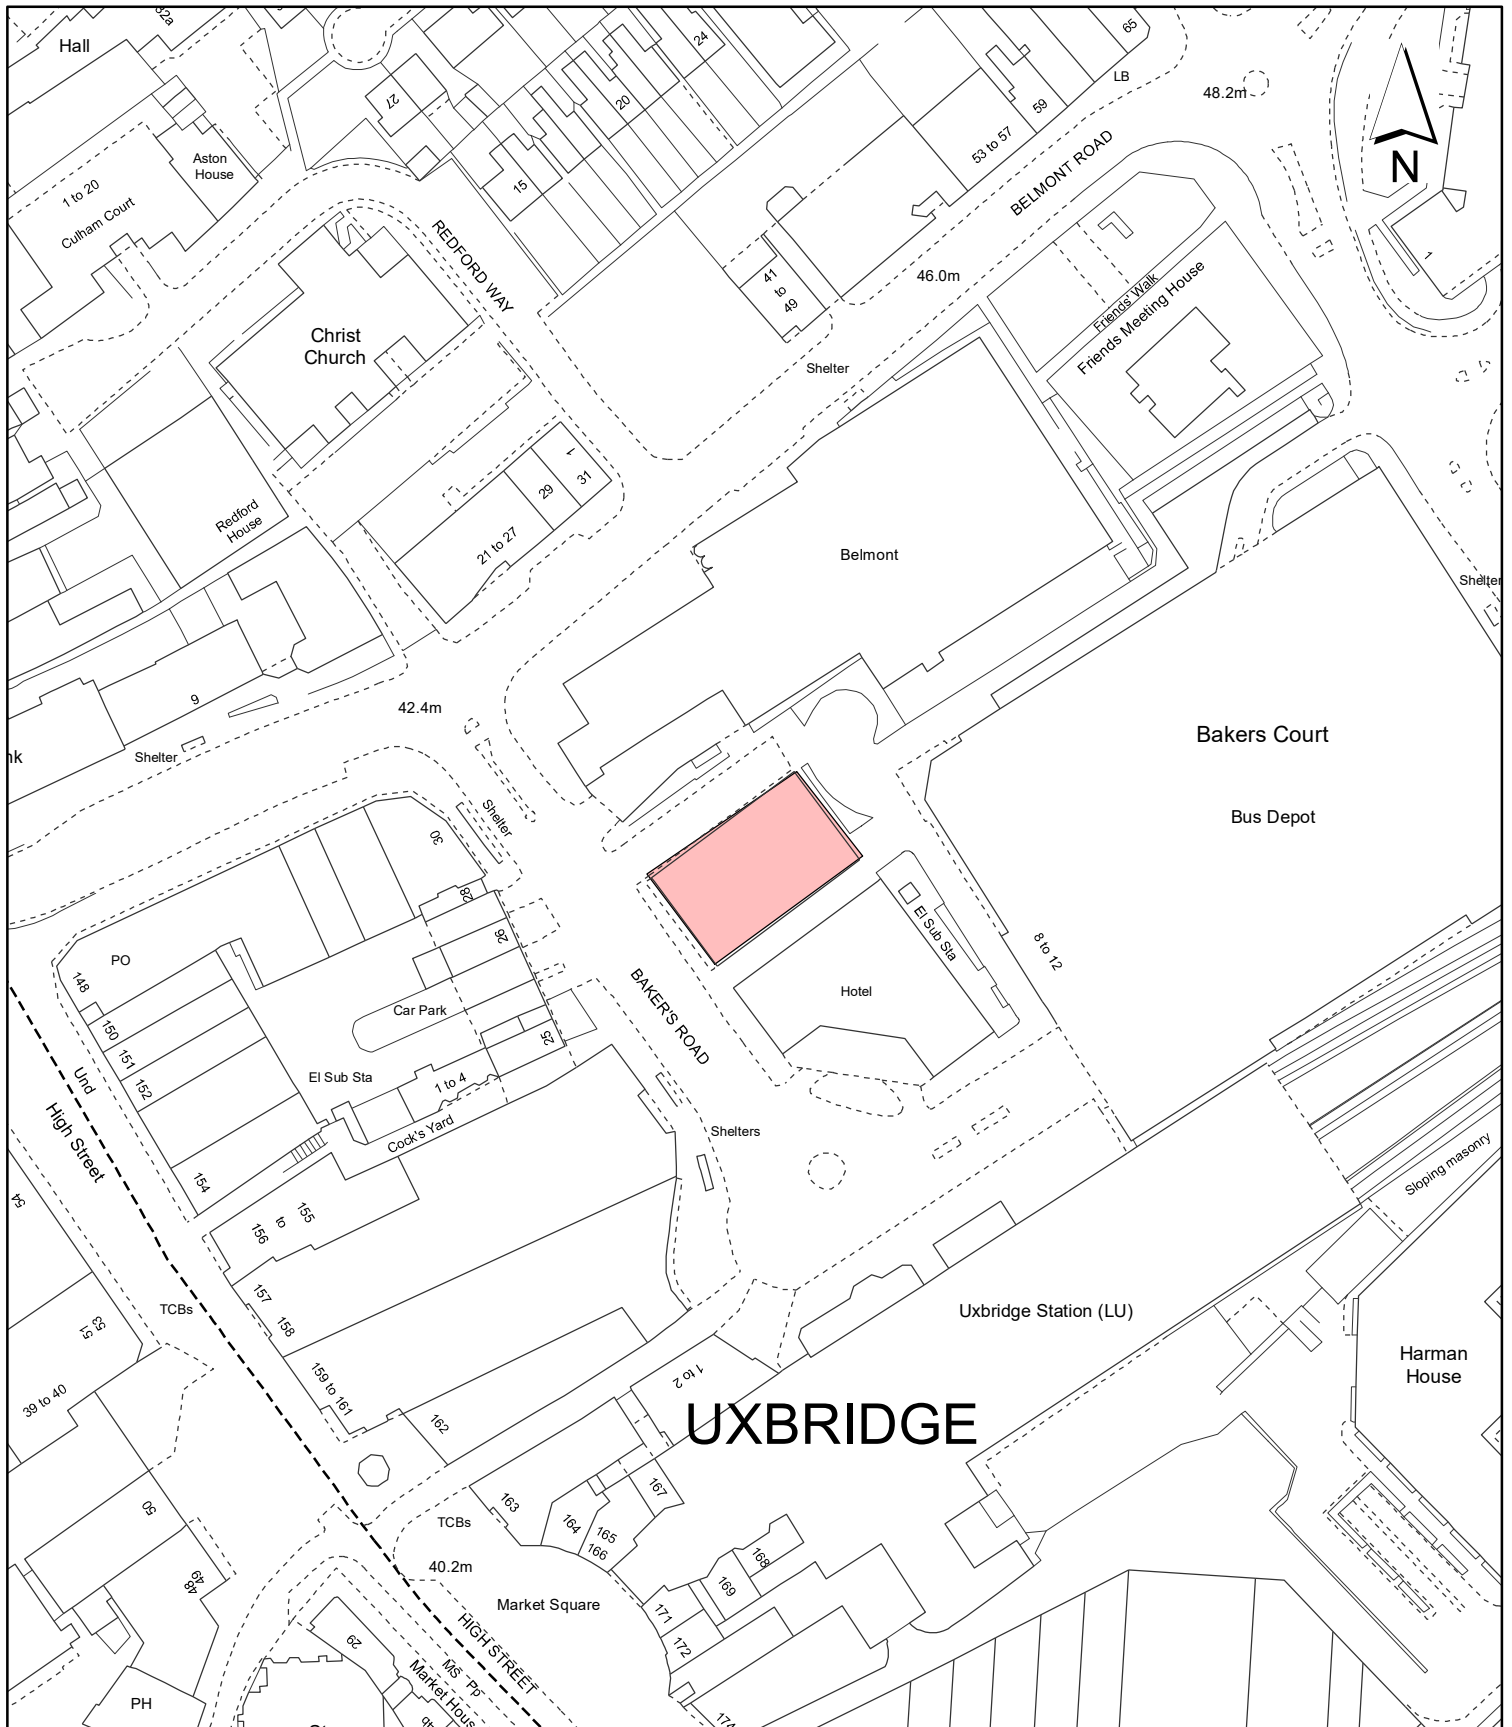 82a
Hall
27
24
20
15
65
LB
59
53 to 57
48.2m
N
BELMONT ROAD
Aston
House
1 to 20
Culham Court
REDFORD WAY
41
to
49
46.0m
Friends' Walk
Friends Meeting House
1
Christ
Church
Shelter
1
31
29
21 to 27
Redford
House
Belmont
Shelter
9
42.4m
Shelter
Shelter
30
28
26
25
Bakers Court
Bus Depot
El Sub Sta
8 to 12
Hotel
BAKER'S ROAD
PO
148
150
151
152
154
Car Park
El Sub Sta
1 to 4
Cock's Yard
Und
High Street
54
Shelters
Sloping masonry
155
to
156
157
158
159 to 161
162
TCBs
53
51
39 to 40
Uxbridge Station (LU)
Harman
House
1 to 2
UXBRIDGE
50
163
164
165
166
167
168
169
171
172
TCBs
40.2m
Market Square
49
48
HIGH STREET
29
MS
Pp
PH